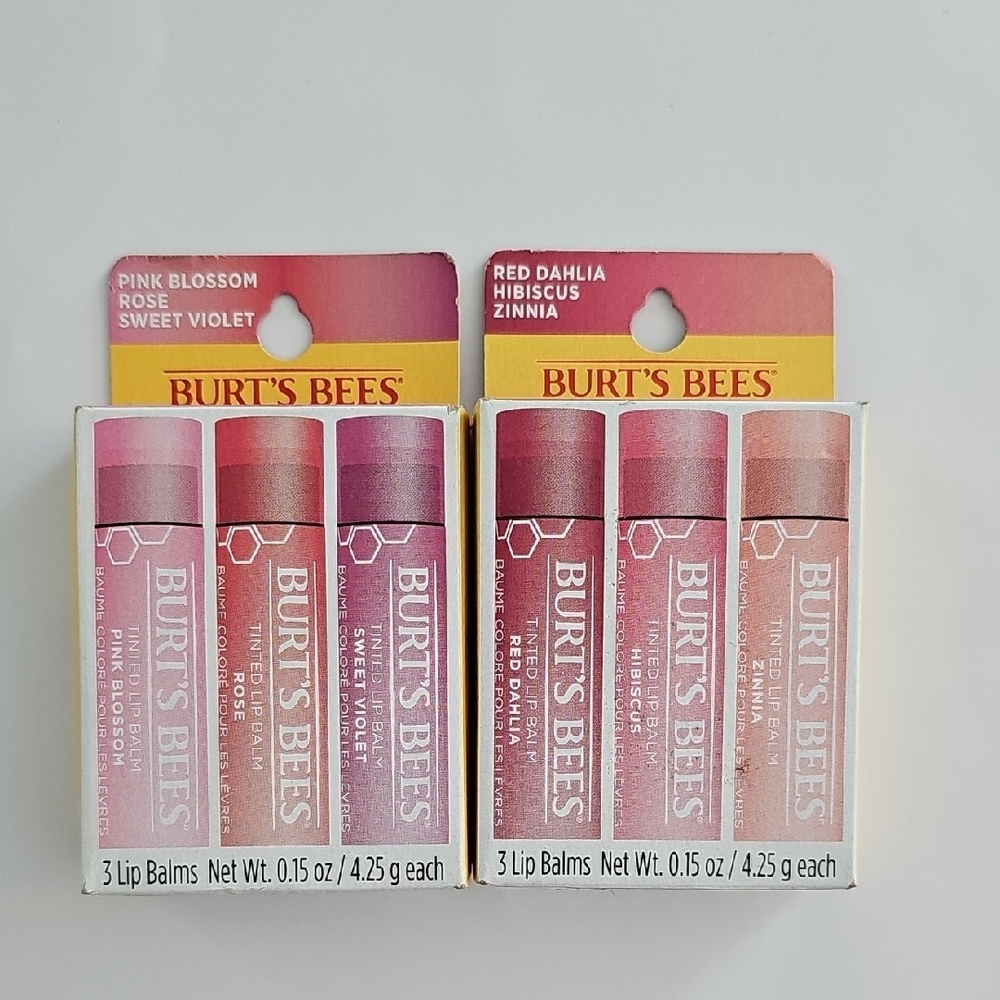 PINK BLOSSOM
ROSE
SWEET VIOLET
BURT'S BEES®
BURT'S BEES®
TINTED LIP BALM
PINK BLOSSOM
BAUME COLORÉ POUR LES LÈVRES
BURT'S BEES®
TINTED LIP BALM
ROSE
BAUME COLORÉ POUR LES LÈVRES
BURT'S BEES®
TINTED LIP BALM
SWEET VIOLET
BAUME COLORÉ POUR LES LÈVRES
3 Lip Balms Net Wt. 0.15 oz / 4.25 g each
RED DAHLIA
HIBISCUS
ZINNIA
BURT'S BEES®
BURT'S BEES®
TINTED LIP BALM
RED DAHLIA
BAUME COLORÉ POUR LES LÈVRES
BURT'S BEES®
TINTED LIP BALM
HIBISCUS
BAUME COLORÉ POUR LES LÈVRES
BURT'S BEES®
TINTED LIP BALM
ZINNIA
BAUME COLORÉ POUR LES LÈVRES
3 Lip Balms Net Wt. 0.15 oz / 4.25 g each